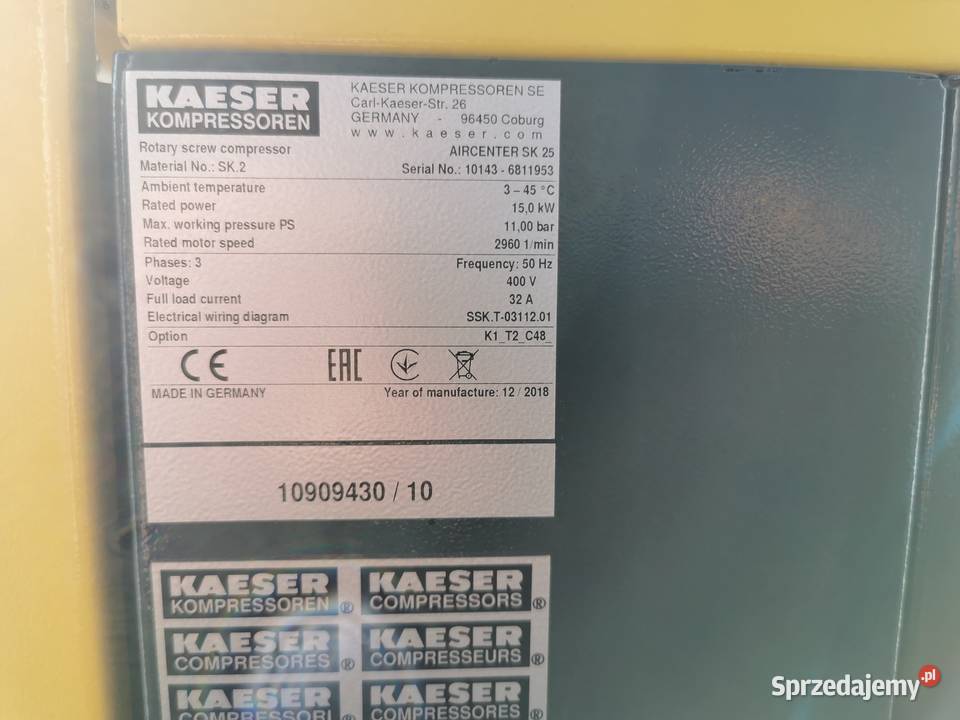 KAESER
KOMPRESSOREN
KAESER KOMPRESSOREN SE
Carl-Kaeser-Str. 26
GERMANY - 96450 Coburg
www.kaeser.com
Rotary screw compressor AIRCENTER SK 25
Material No.: SK.2 Serial No.: 10143 - 6811953
Ambient temperature 3 – 45 °C
Rated power 15,0 kW
Max. working pressure PS 11,00 bar
Rated motor speed 2960 1/min
Phases: 3 Frequency: 50 Hz
Voltage 400 V
Full load current 32 A
Electrical wiring diagram SSK.T-03112.01
Option K1_T2_C48_
CE EAC
MADE IN GERMANY Year of manufacture: 12 / 2018
10909430 / 10
KAESER KAESER
KOMPRESSOREN ® COMPRESSORS ®
KAESER KAESER
COMPRESORES ® COMPRESSEURS ®
KAESER KAESER
COMPRESSORI ® COMPRESSORES ®
Sprzedajemy.pl